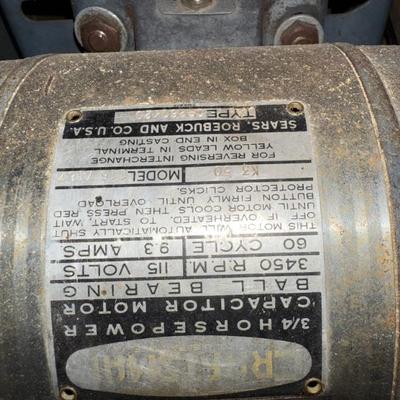 3/4 HORSEPOWER
CAPACITOR MOTOR
BALL BEARING
3450 R.P.M. 115 VOLTS
60 CYCLE 9.3 AMPS
THIS MOTOR WILL AUTOMATICALLY SHUT
OFF IF OVERHEATED. TO START, WAIT
UNTIL MOTOR COOLS THEN PRESS RED
BUTTON FIRMLY UNTIL OVERLOAD
PROTECTOR CLICKS.
MODEL
FOR REVERSING INTERCHANGE
YELLOW LEADS IN TERMINAL
BOX IN END CASTING
SEARS, ROEBUCK AND CO. U.S.A.
TYPE